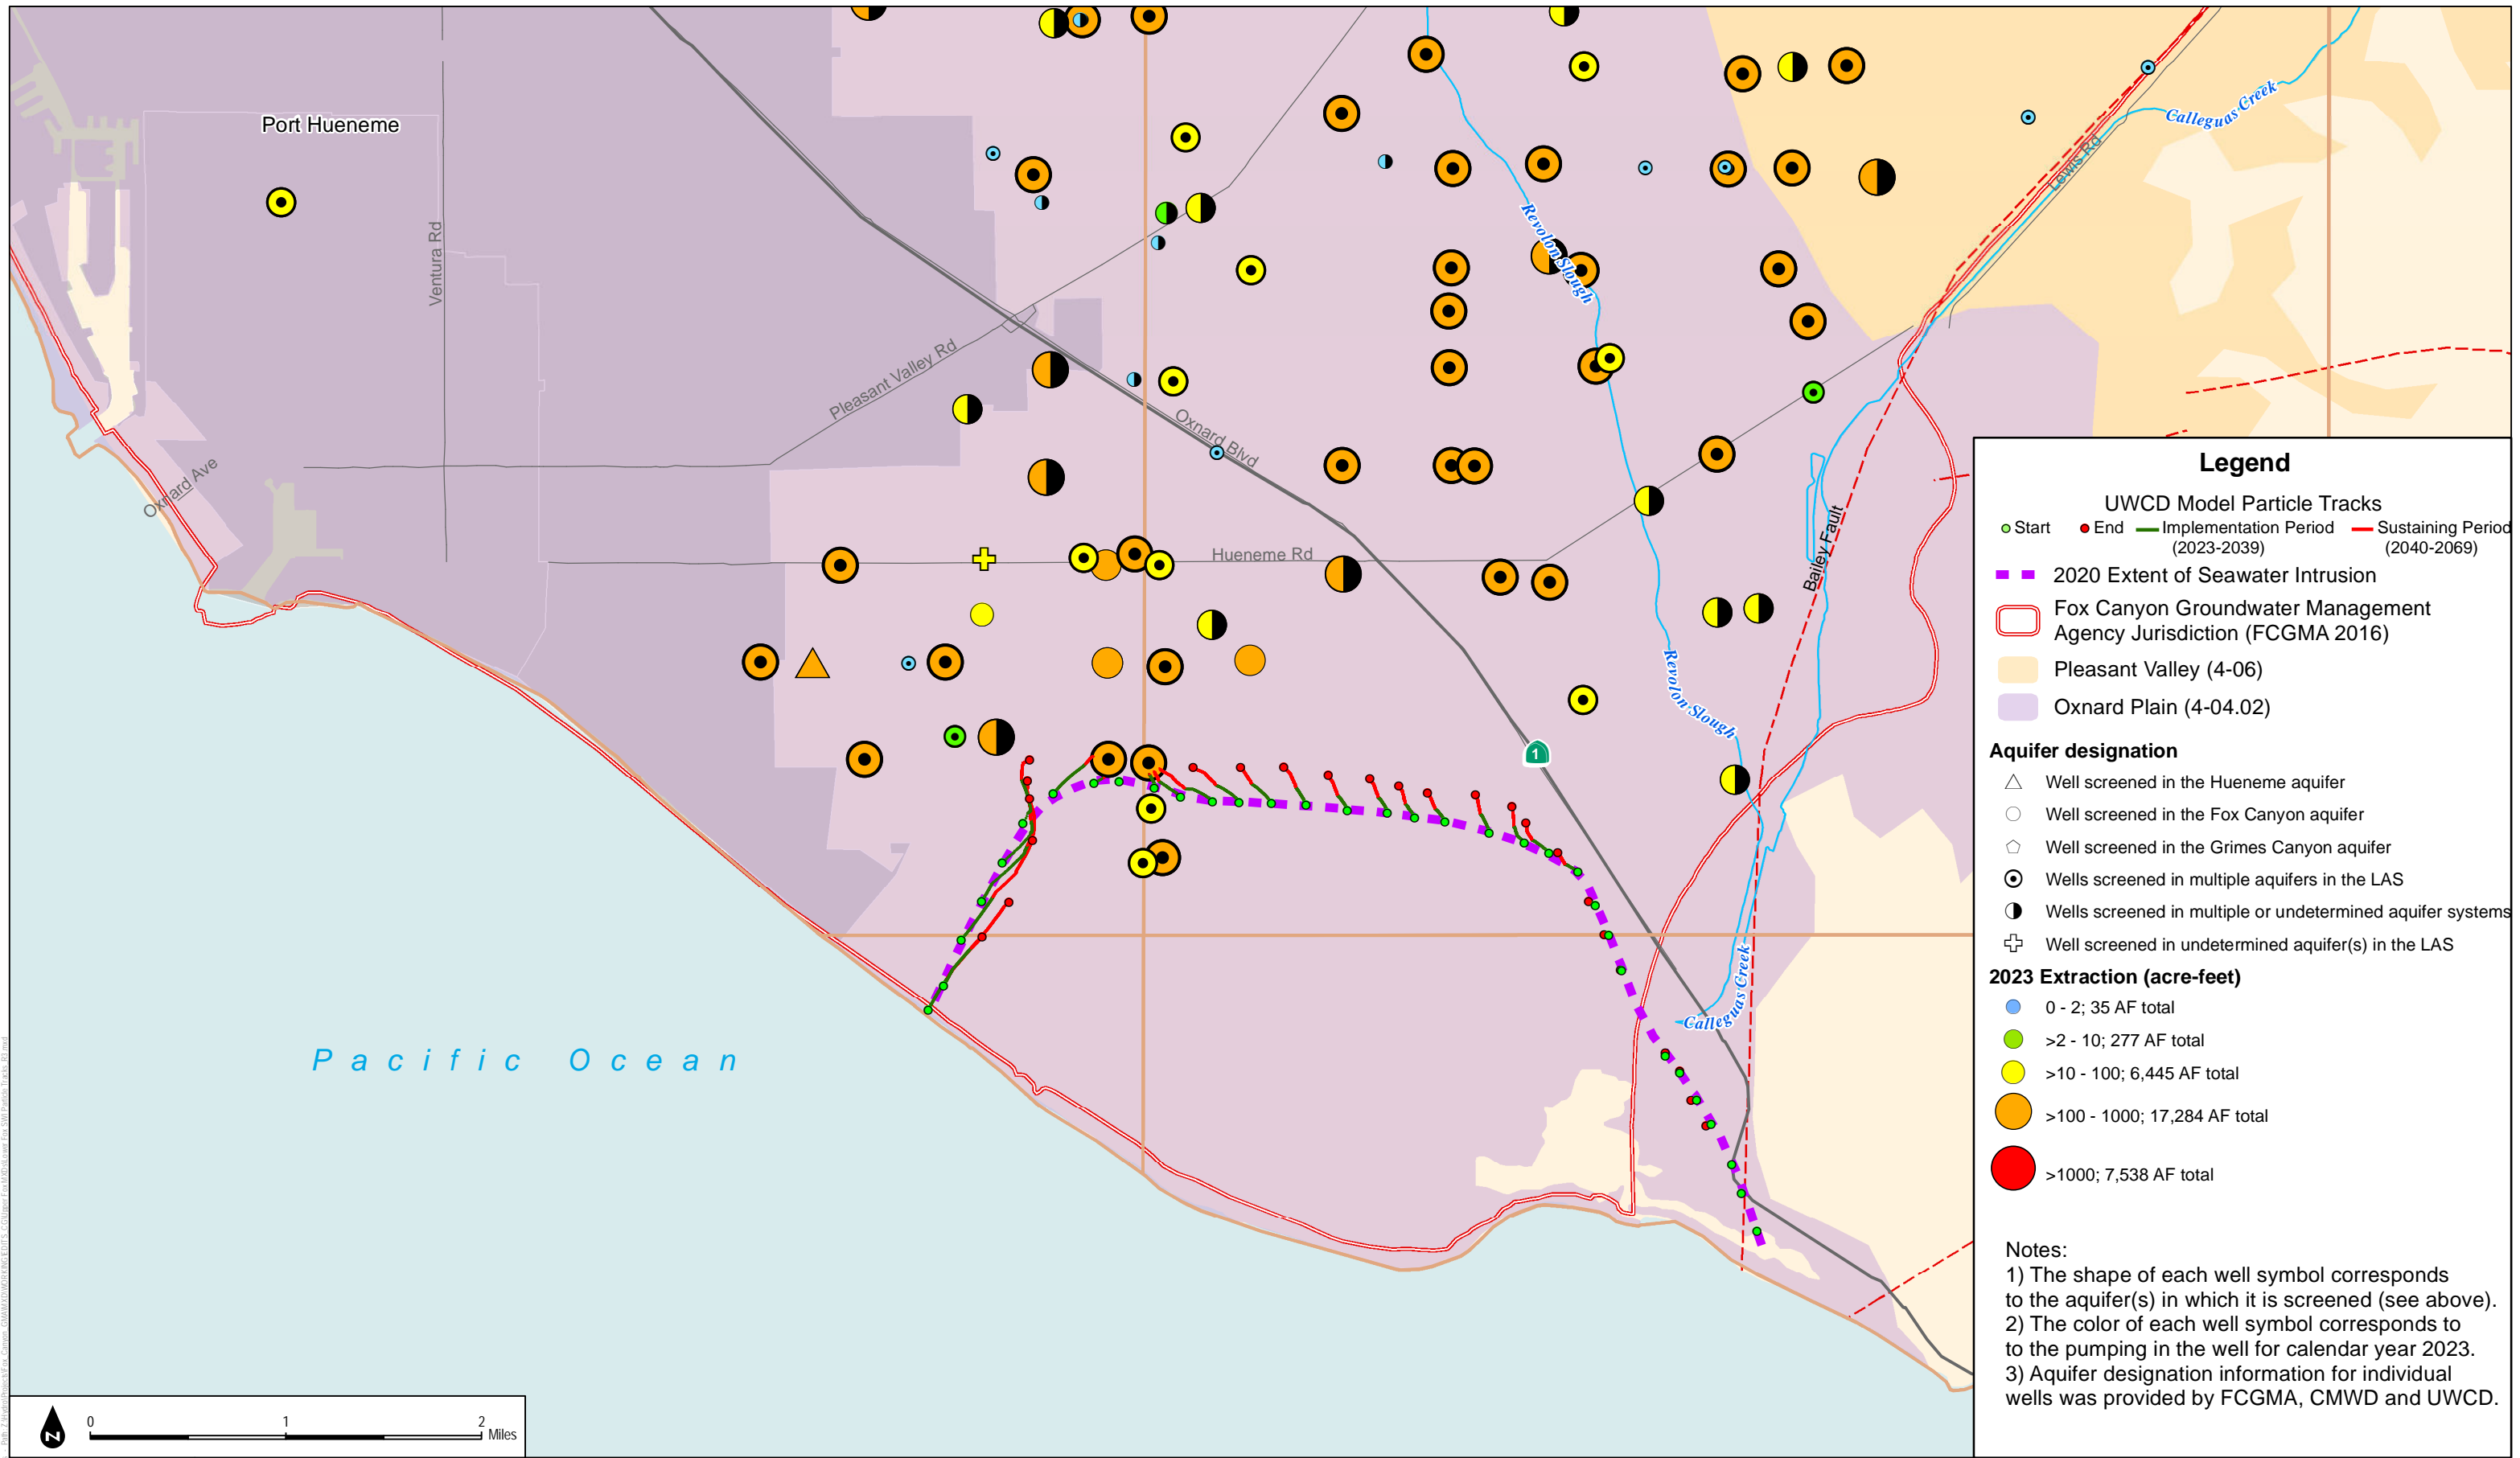 Port Hueneme
Ventura Rd
Oxnard Ave
Pleasant Valley Rd
Oxnard Blvd
Hueneme Rd
Revolon Slough
Revolon Slough
Calleguas Creek
Lewis Rd
Bailey Fault
1
Calleguas Creek
Pacific Ocean
0 1 2
Miles
N
Legend
UWCD Model Particle Tracks
Start End Implementation Period Sustaining Period
(2023-2039) (2040-2069)
2020 Extent of Seawater Intrusion
Fox Canyon Groundwater Management
Agency Jurisdiction (FCGMA 2016)
Pleasant Valley (4-06)
Oxnard Plain (4-04.02)
Aquifer designation
Well screened in the Hueneme aquifer
Well screened in the Fox Canyon aquifer
Well screened in the Grimes Canyon aquifer
Wells screened in multiple aquifers in the LAS
Wells screened in multiple or undetermined aquifer systems
Well screened in undetermined aquifer(s) in the LAS
2023 Extraction (acre-feet)
0 - 2; 35 AF total
>2 - 10; 277 AF total
>10 - 100; 6,445 AF total
>100 - 1000; 17,284 AF total
>1000; 7,538 AF total
Notes:
1) The shape of each well symbol corresponds
to the aquifer(s) in which it is screened (see above).
2) The color of each well symbol corresponds to
to the pumping in the well for calendar year 2023.
3) Aquifer designation information for individual
wells was provided by FCGMA, CMWD and UWCD.